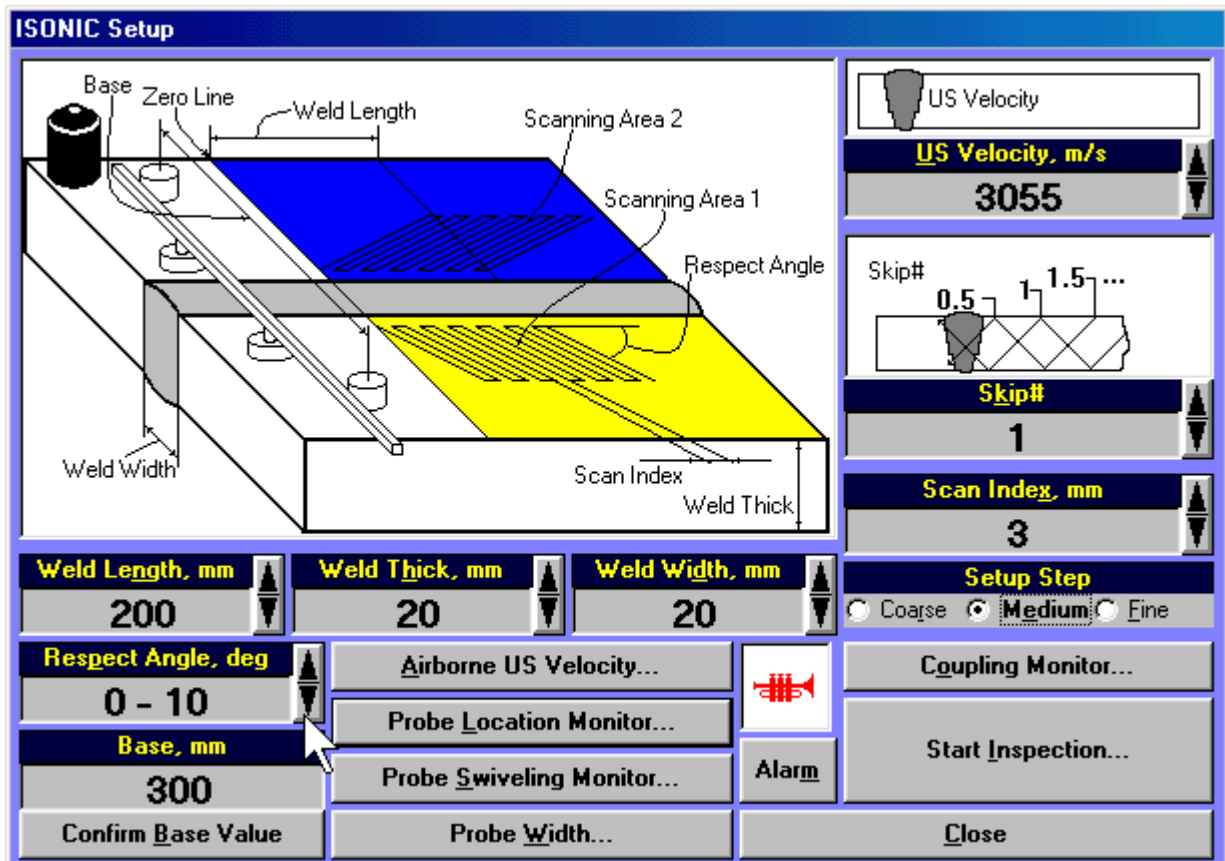 ISONIC Setup
Base
Zero Line
Weld Length
Scanning Area 2
Scanning Area 1
Respect Angle
Weld Width
Scan Index
Weld Thick
US Velocity
US Velocity, m/s
3055
Skip#
0.5
1
1.5
...
Skip#
1
Scan Index, mm
3
Weld Length, mm
200
Weld Thick, mm
20
Weld Width, mm
20
Setup Step
Coarse Medium Fine
Respect Angle, deg
0 - 10
Airborne US Velocity...
Coupling Monitor...
Probe Location Monitor...
Base, mm
300
Probe Swiveling Monitor...
Alarm
Start Inspection...
Confirm Base Value
Probe Width...
Close